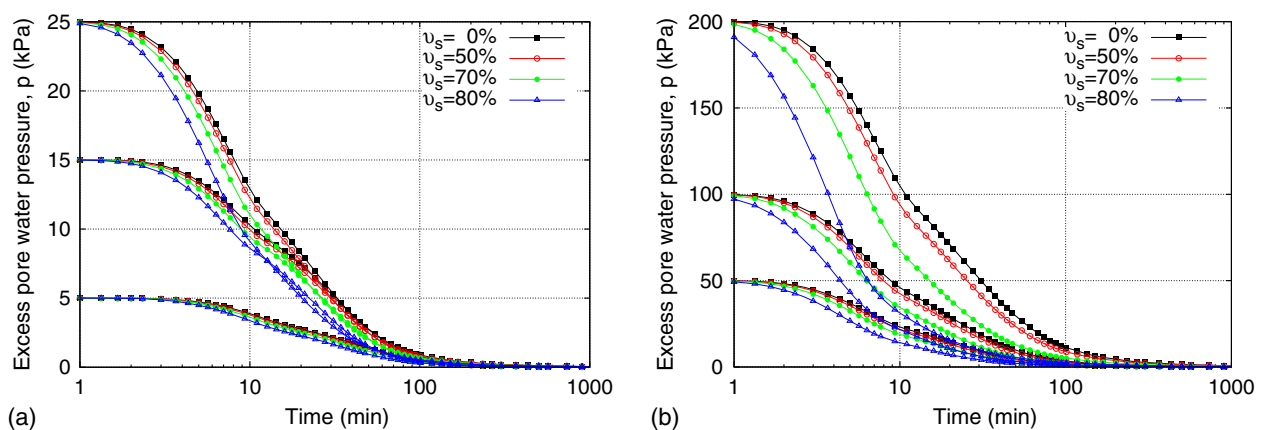 Excess pore water pressure, p (kPa)
25
20
15
10
5
0
υs= 0%
υs=50%
υs=70%
υs=80%
1
10
100
1000
Time (min)
(a)
Excess pore water pressure, p (kPa)
200
150
100
50
0
υs= 0%
υs=50%
υs=70%
υs=80%
1
10
100
1000
Time (min)
(b)